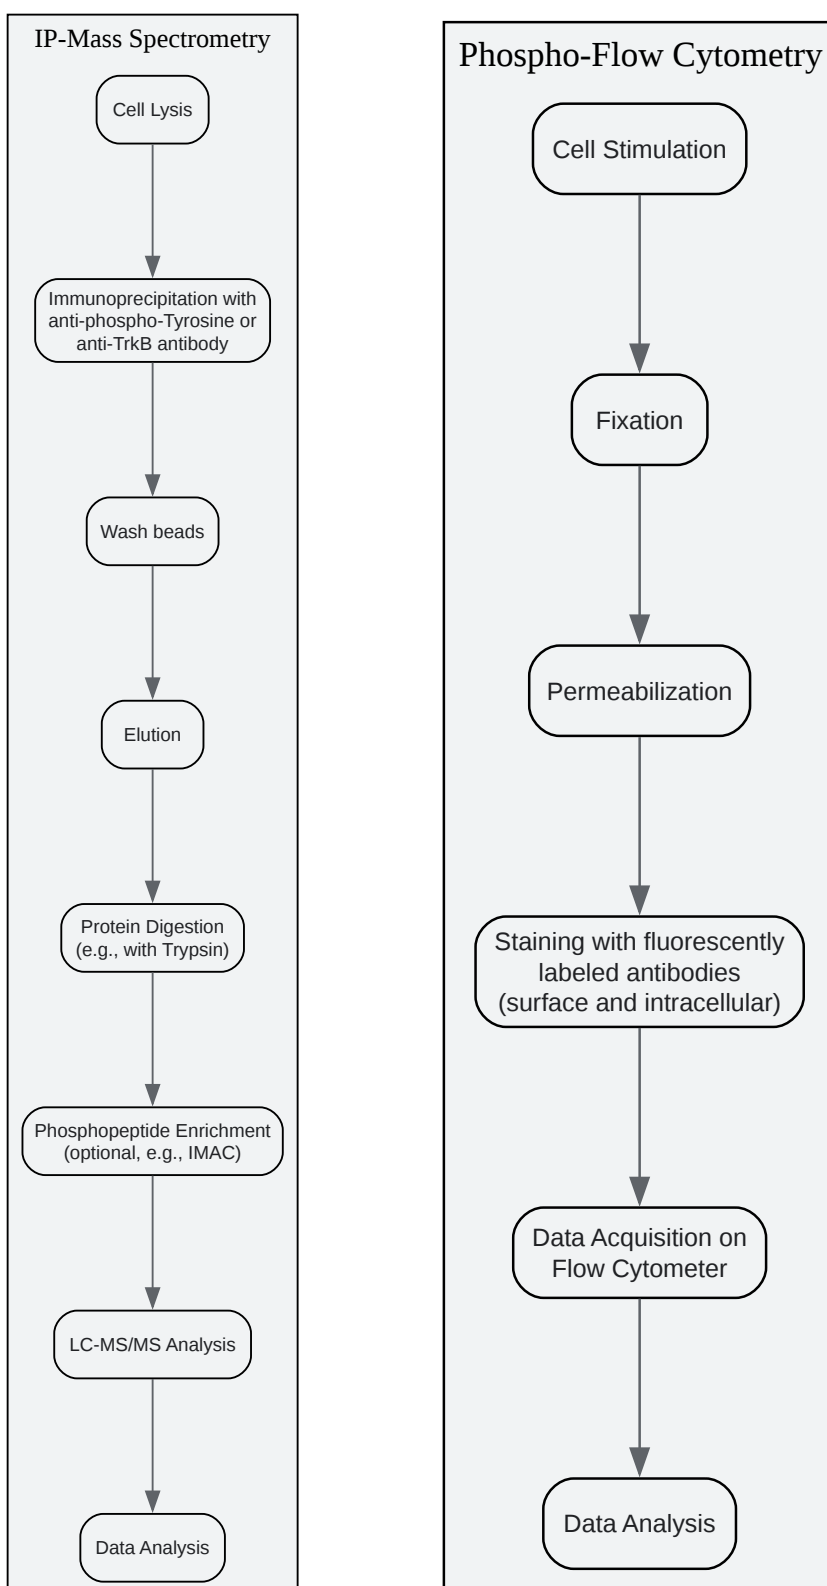 IP-Mass Spectrometry
Cell Lysis
Immunoprecipitation with
anti-phospho-Tyrosine or
anti-TrkB antibody
Wash beads
Elution
Protein Digestion
(e.g., with Trypsin)
Phosphopeptide Enrichment
(optional, e.g., IMAC)
LC-MS/MS Analysis
Data Analysis
Phospho-Flow Cytometry
Cell Stimulation
Fixation
Permeabilization
Staining with fluorescently
labeled antibodies
(surface and intracellular)
Data Acquisition on
Flow Cytometer
Data Analysis